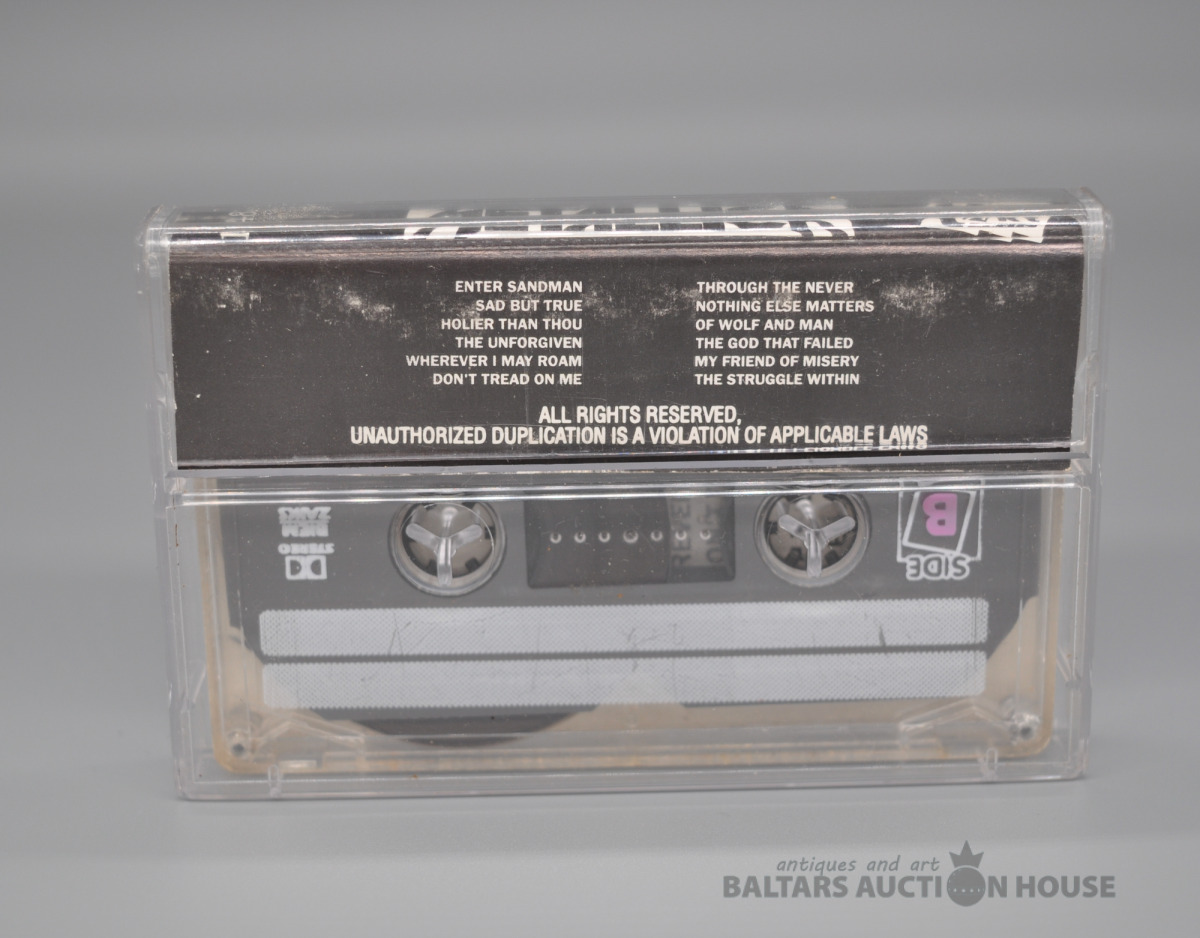 ENTER SANDMAN
SAD BUT TRUE
HOLIER THAN THOU
THE UNFORGIVEN
WHEREVER I MAY ROAM
DON'T TREAD ON ME
THROUGH THE NEVER
NOTHING ELSE MATTERS
OF WOLF AND MAN
THE GOD THAT FAILED
MY FRIEND OF MISERY
THE STRUGGLE WITHIN
ALL RIGHTS RESERVED,
UNAUTHORIZED DUPLICATION IS A VIOLATION OF APPLICABLE LAWS
B
SIDE
STEREO
antiques and art
BALTARS AUCTION HOUSE